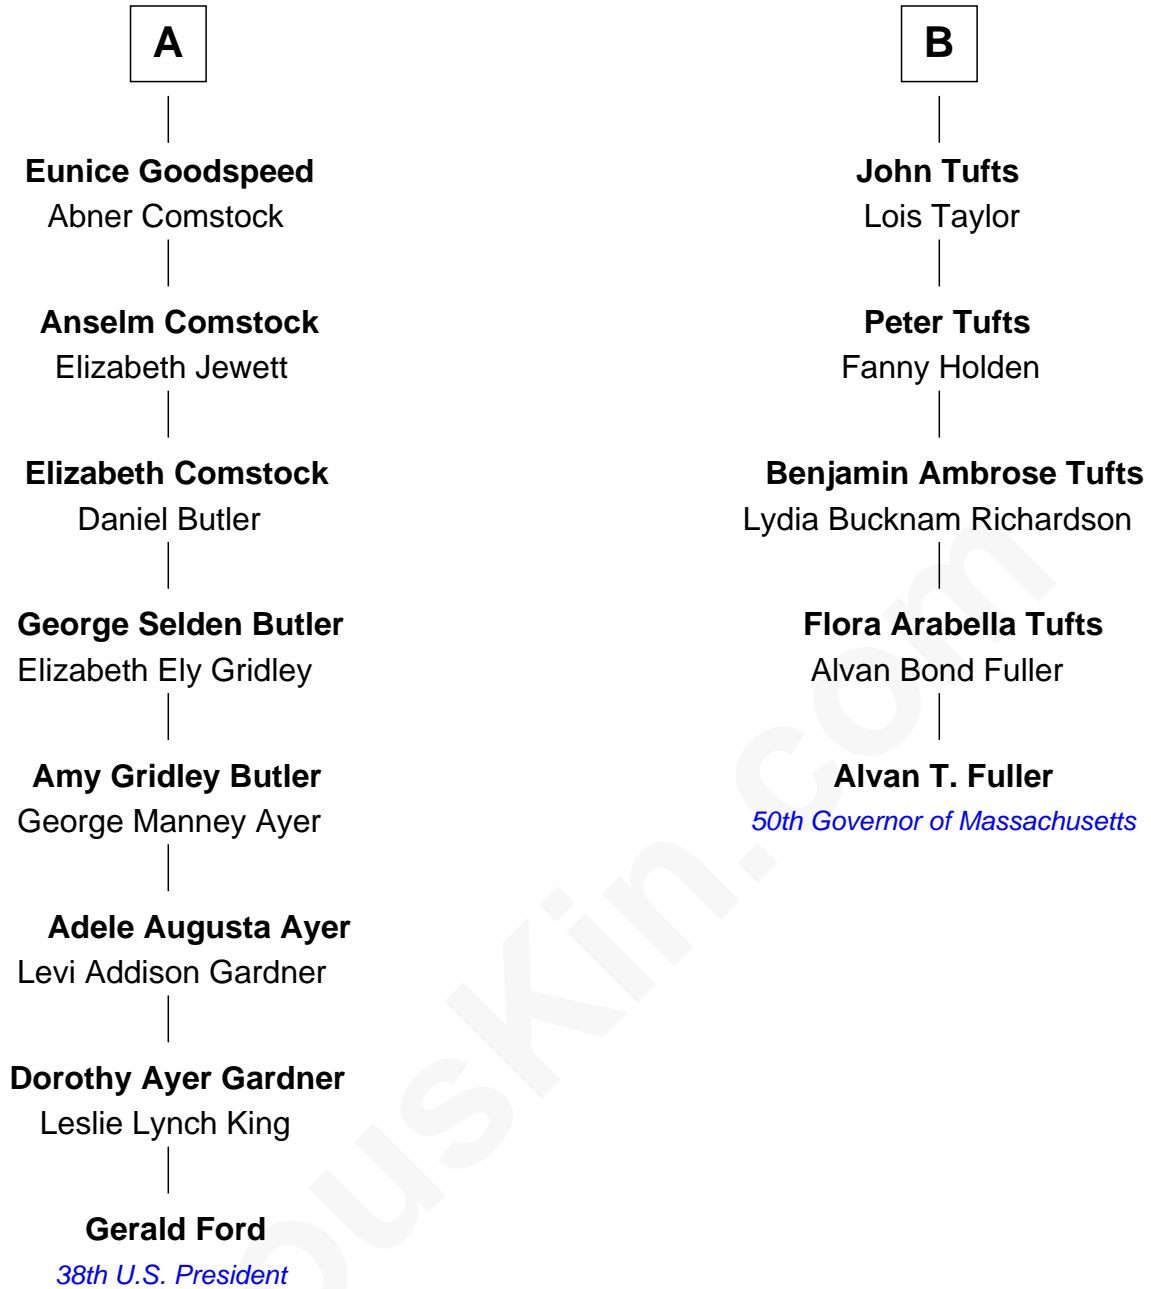 A
Eunice Goodspeed
Abner Comstock
Anselm Comstock
Elizabeth Jewett
Elizabeth Comstock
Daniel Butler
George Selden Butler
Elizabeth Ely Gridley
Amy Gridley Butler
George Manney Ayer
Adele Augusta Ayer
Levi Addison Gardner
Dorothy Ayer Gardner
Leslie Lynch King
Gerald Ford
38th U.S. President
B
John Tufts
Lois Taylor
Peter Tufts
Fanny Holden
Benjamin Ambrose Tufts
Lydia Bucknam Richardson
Flora Arabella Tufts
Alvan Bond Fuller
Alvan T. Fuller
50th Governor of Massachusetts
ousKin.com